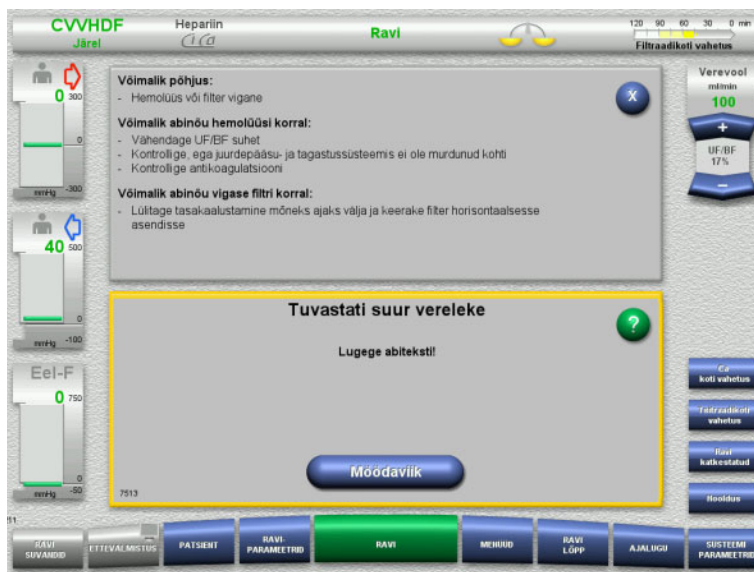 CVVHDF
Järel
Heparin
Ci Ca
Ravi
120 90 60 30 0 min
Filtraadikoti vahetus
0 300
0
mmHg -300
40 500
0
mmHg -100
Eel-F
0 750
0
mmHg -50
Võimalik põhjus:
- Hemolüüs või filter vigane
Võimalik abinõu hemolüüsi korral:
- Vähendage UF/BF suhet
- Kontrollige, ega juurdepääsu- ja tagastussüsteemis ei ole murdunud kohti
- Kontrollige antikoagulatsiooni
Võimalik abinõu vigase filtri korral:
- Lülitage tasakaalustamine mõneks ajaks välja ja keerake filter horisontaalsesse
asendisse
X
Tuvastati suur vereleke
?
Lugege abiteksti!
Möödaviik
7513
Verevool
ml/min
100
+
UF/BF
17%
−
Ca
koti vahetus
Filtraadikoti
vahetus
Ravi
katkestatud
Hooldus
RAVI
SUVANDID
ETTEVALMISTUS
PATSIENT
RAVI-
PARAMEETRID
RAVI
MENÜÜD
RAVI
LÕPP
AJALUGU
SÜSTEEMI
PARAMEETRID